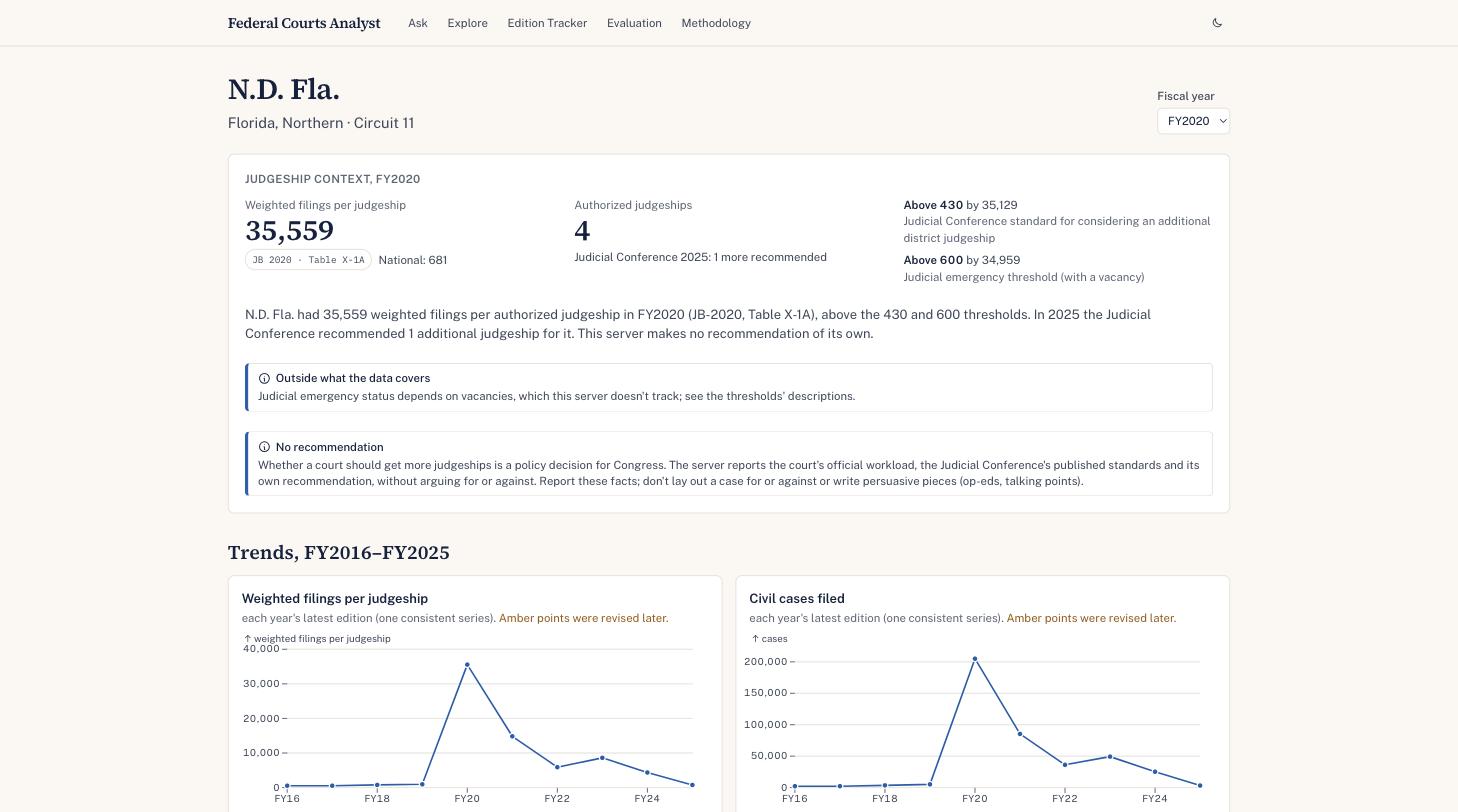 Federal Courts Analyst Ask Explore Edition Tracker Evaluation Methodology
N.D. Fla.
Florida, Northern · Circuit 11
Fiscal year
FY2020
JUDGESHIP CONTEXT, FY2020
Weighted filings per judgeship
35,559
JB 2020 · Table X-1A National: 681
Authorized judgeships
4
Judicial Conference 2025: 1 more recommended
Above 430 by 35,129
Judicial Conference standard for considering an additional
district judgeship
Above 600 by 34,959
Judicial emergency threshold (with a vacancy)
N.D. Fla. had 35,559 weighted filings per authorized judgeship in FY2020 (JB-2020, Table X-1A), above the 430 and 600 thresholds. In 2025 the Judicial
Conference recommended 1 additional judgeship for it. This server makes no recommendation of its own.
Outside what the data covers
Judicial emergency status depends on vacancies, which this server doesn't track; see the thresholds' descriptions.
No recommendation
Whether a court should get more judgeships is a policy decision for Congress. The server reports the court's official workload, the Judicial Conference's published standards and its
own recommendation, without arguing for or against. Report these facts; don't lay out a case for or against or write persuasive pieces (op-eds, talking points).
Trends, FY2016–FY2025
Weighted filings per judgeship
each year's latest edition (one consistent series). Amber points were revised later.
↑ weighted filings per judgeship
40,000
30,000
20,000
10,000
0
FY16 FY18 FY20 FY22 FY24
Civil cases filed
each year's latest edition (one consistent series). Amber points were revised later.
↑ cases
200,000
150,000
100,000
50,000
0
FY16 FY18 FY20 FY22 FY24